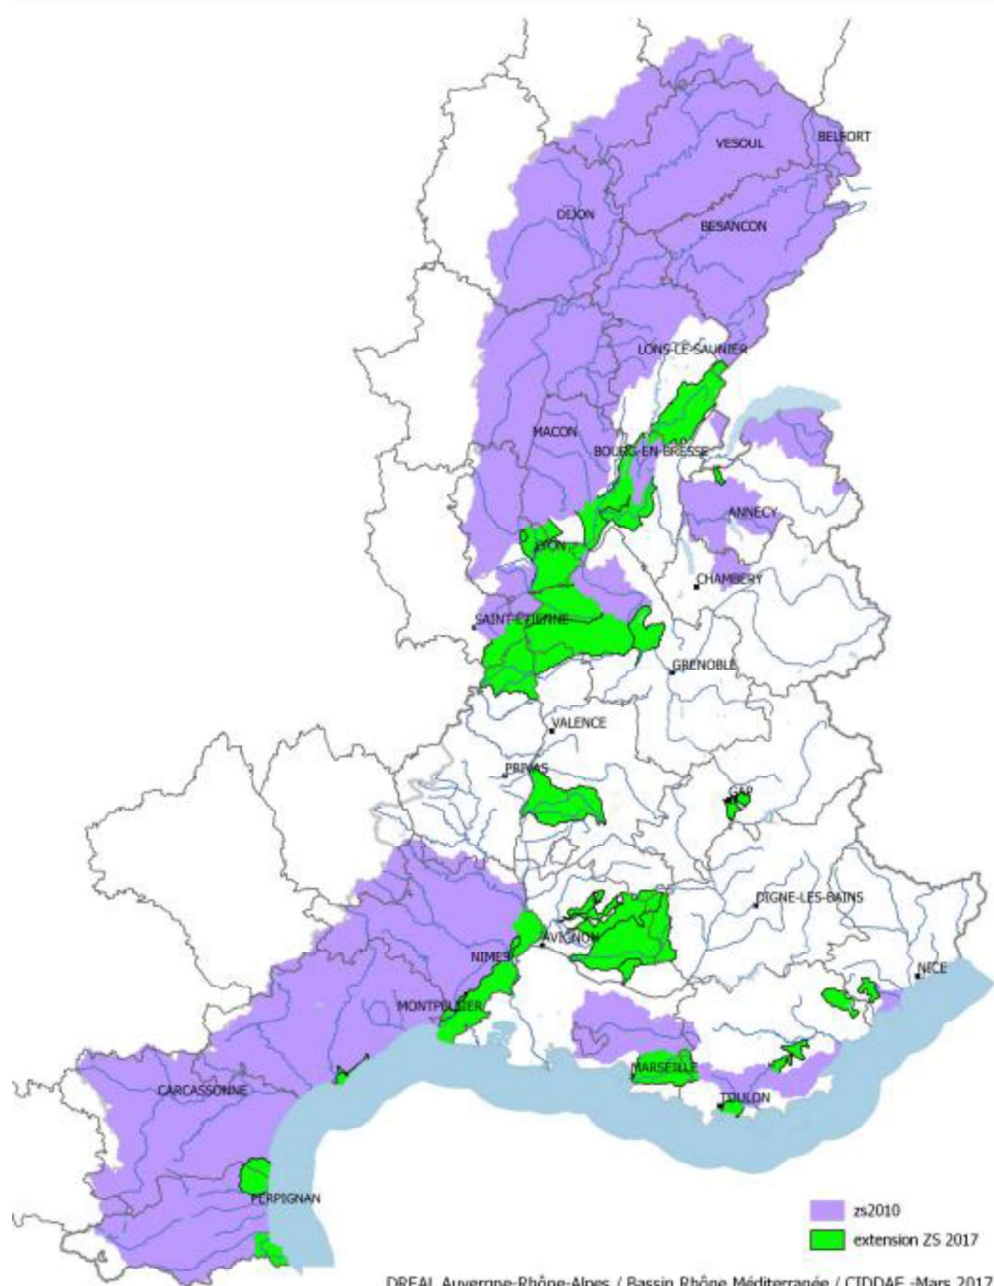 BELFORT
VESOUL
DIJON
BESANCON
LONS-LE-SAUNIER
MACON
BOURG-EN-BRESSE
ANNECY
LYON
CHAMBERY
SAINT-ETIENNE
GRENOBLE
VALENCE
PRIVAS
GAP
DIGNE-LES-BAINS
AVIGNON
NIMES
NICE
MONTPELLIER
MARSEILLE
CARCASSONNE
TOULON
PERPIGNAN
zs2010
extension ZS 2017
DREAL Auvergne-Rhône-Alpes / Bassin Rhône Méditerranée / CIDDAE -Mars 2017